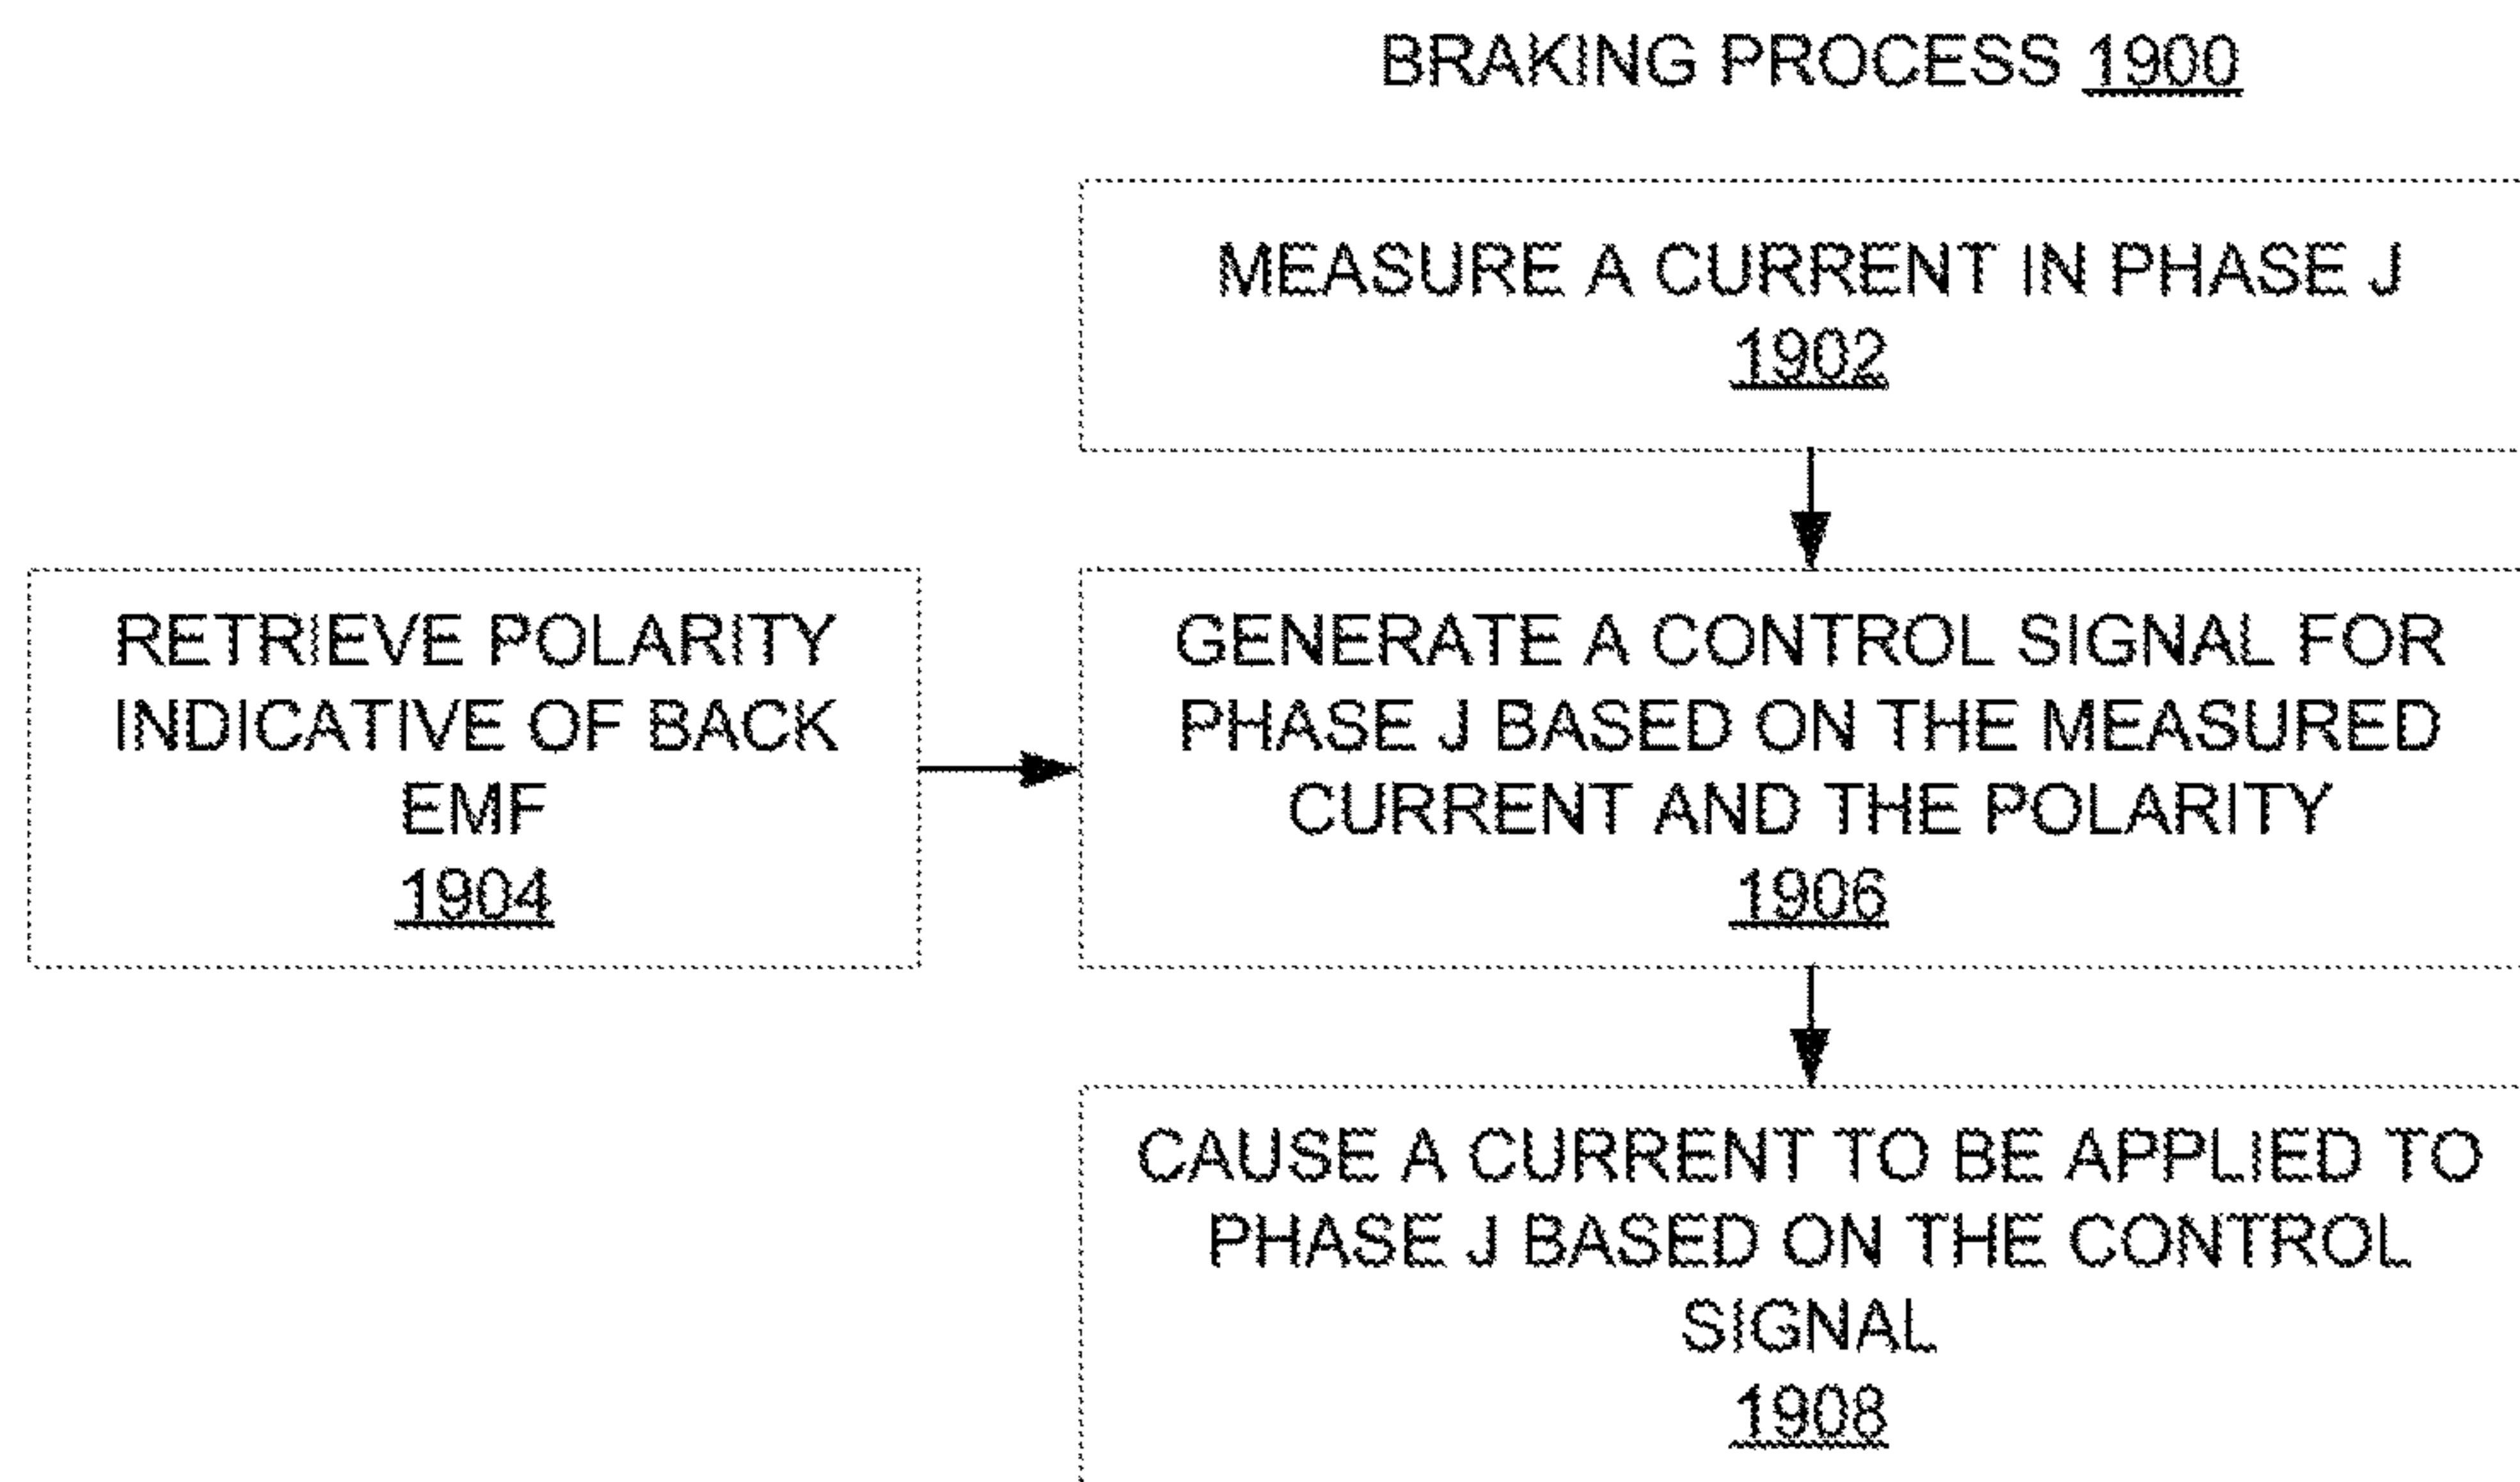 BRAKING PROCESS 1900
MEASURE A CURRENT IN PHASE J
1902
RETRIEVE POLARITY
INDICATIVE OF BACK
EMF
1904
GENERATE A CONTROL SIGNAL FOR
PHASE J BASED ON THE MEASURED
CURRENT AND THE POLARITY
1906
CAUSE A CURRENT TO BE APPLIED TO
PHASE J BASED ON THE CONTROL
SIGNAL
1908